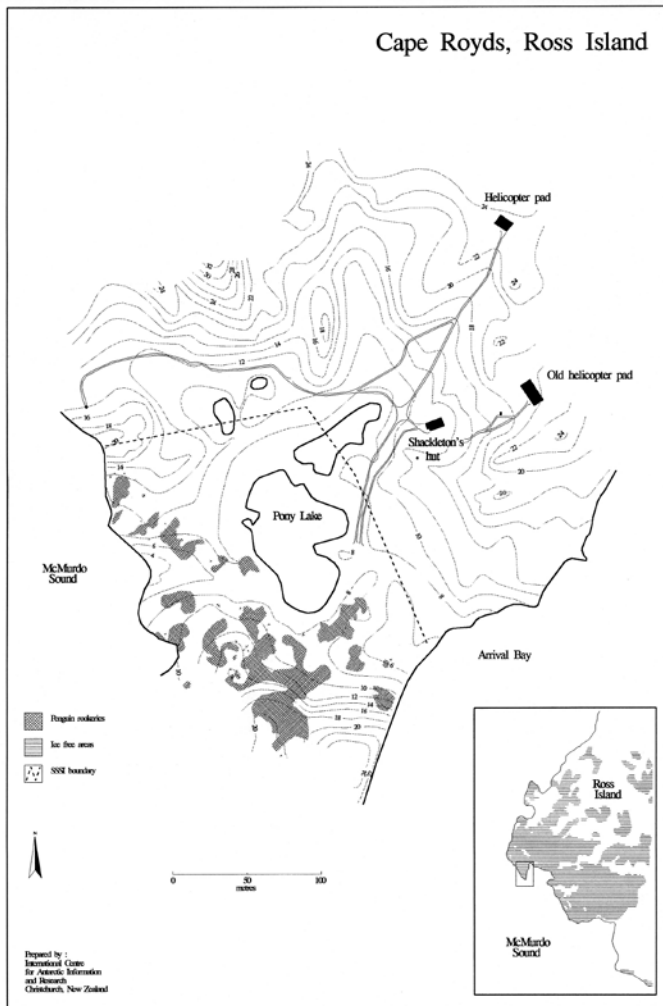 Cape Royds, Ross Island
Helicopter pad
Old helicopter pad
Shackleton's
hut
Pony Lake
McMurdo
Sound
Arrival Bay
Penguin rookeries
Ice free areas
SSSI boundary
N
0 50 100
metres
Ross
Island
McMurdo
Sound
Prepared by :
International Centre
for Antarctic Information
and Research
Christchurch, New Zealand